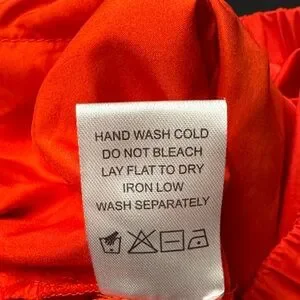 HAND WASH COLD
DO NOT BLEACH
LAY FLAT TO DRY
IRON LOW
WASH SEPARATELY